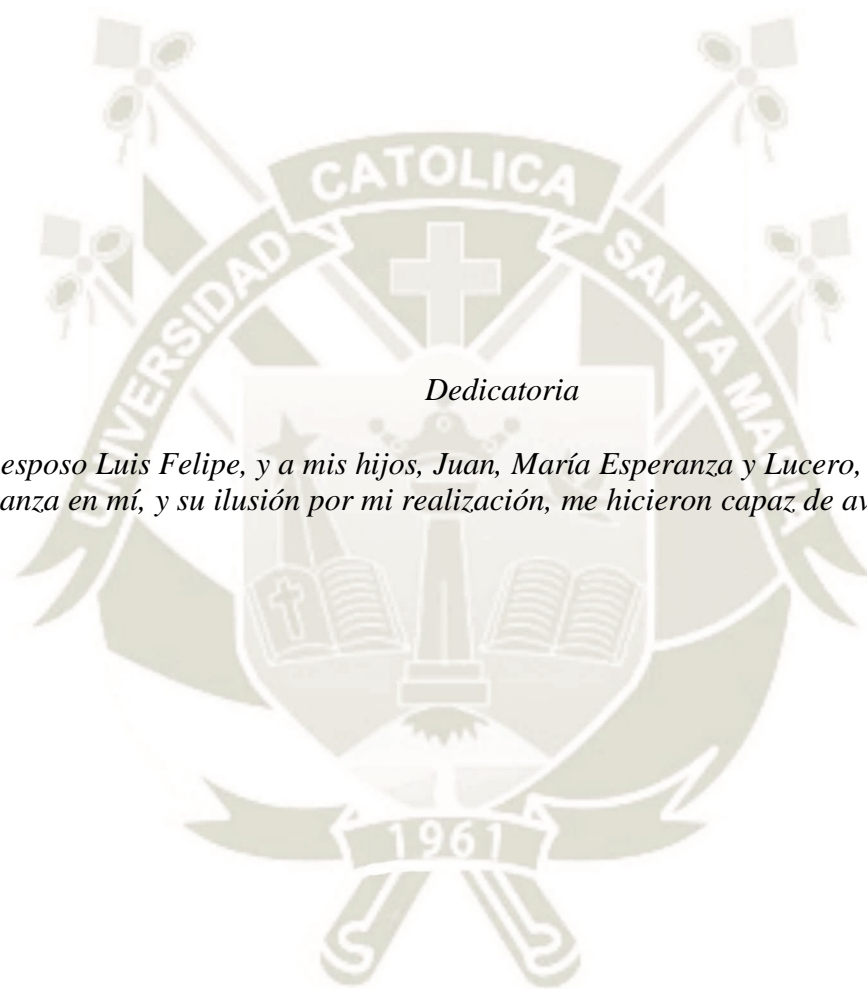 UNIVERSIDAD CATOLICA SANTA MARIA
Dedicatoria
esposo Luis Felipe, y a mis hijos, Juan, María Esperanza y Lucero,
anza en mí, y su ilusión por mi realización, me hicieron capaz de av
1961